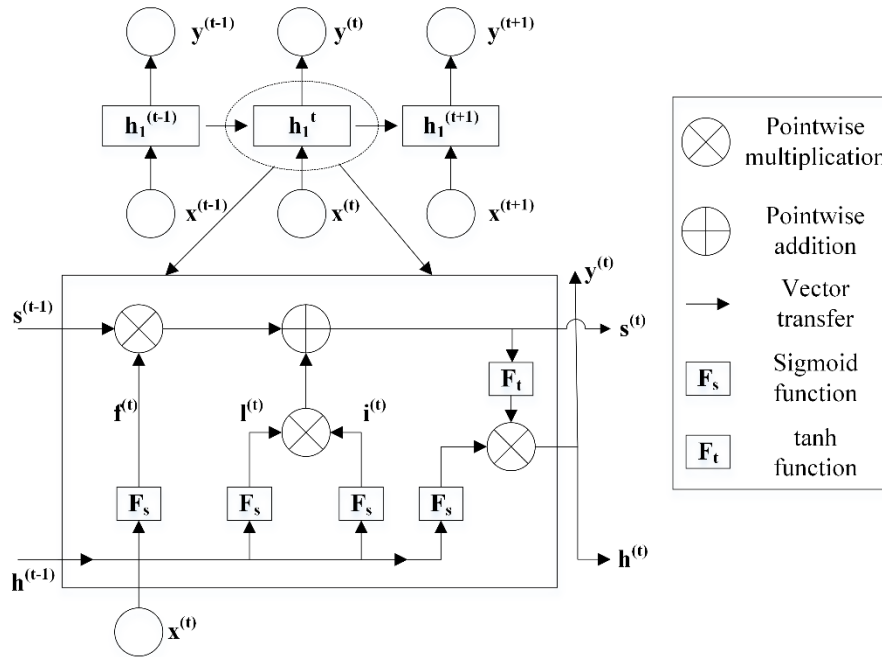 y(t-1)
y(t)
y(t+1)
h1(t-1)
h1t
h1(t+1)
x(t-1)
x(t)
x(t+1)
s(t-1)
f(t)
l(t)
i(t)
Ft
y(t)
s(t)
Fs
Fs
Fs
Fs
h(t-1)
h(t)
x(t)
Pointwise
multiplication
Pointwise
addition
Vector
transfer
Fs
Sigmoid
function
Ft
tanh
function